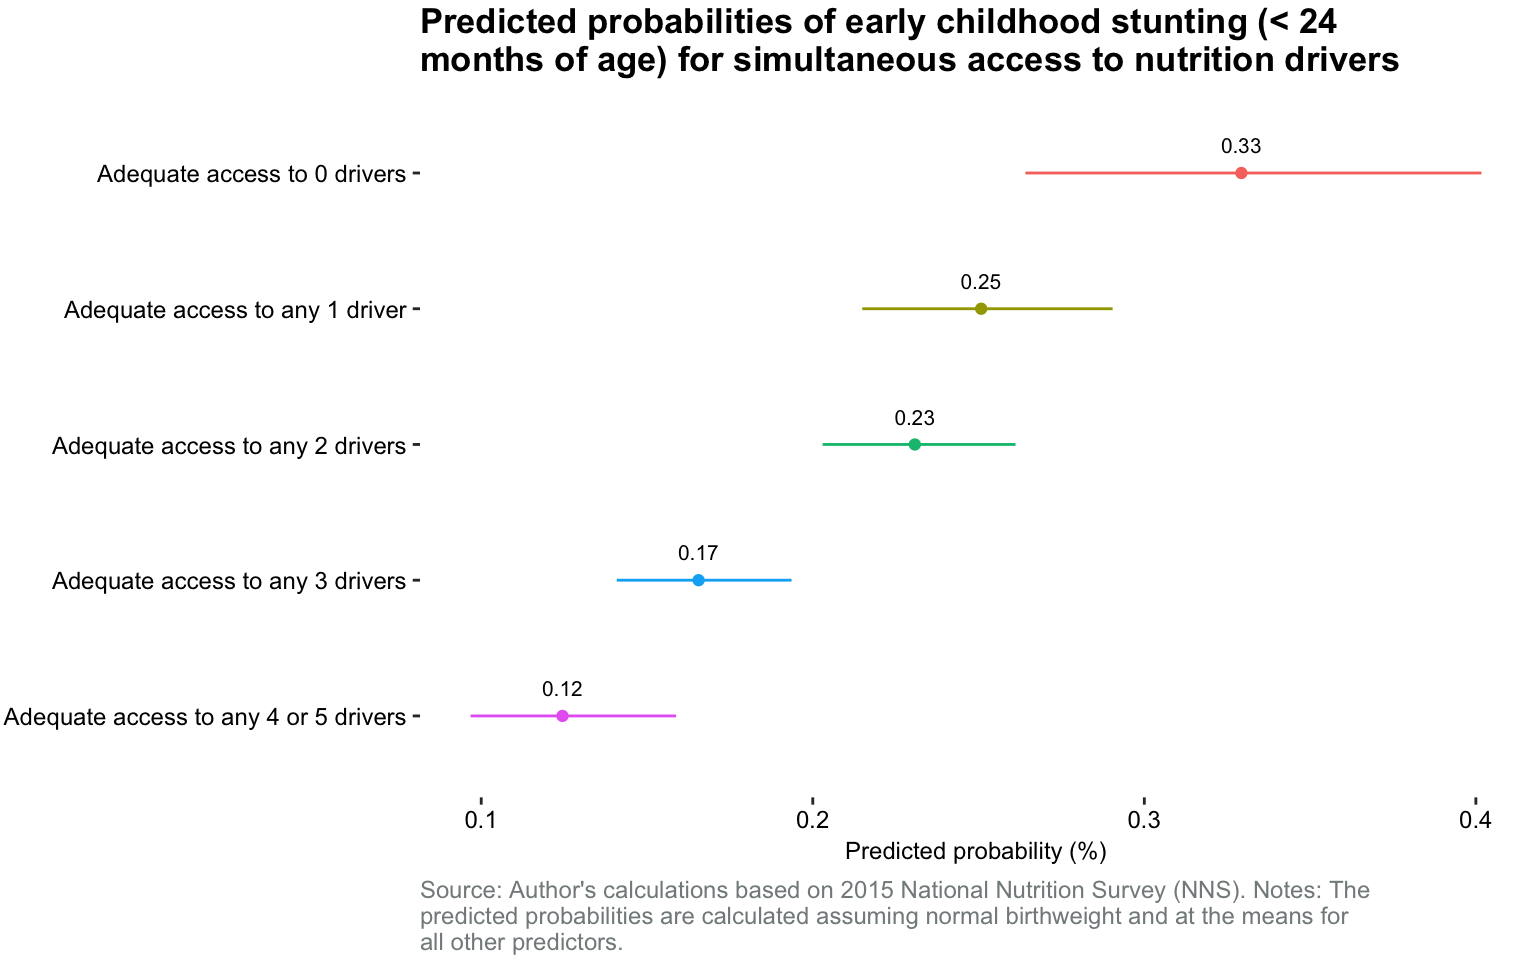 Predicted probabilities of early childhood stunting (< 24
months of age) for simultaneous access to nutrition drivers
Adequate access to 0 drivers
0.33
Adequate access to any 1 driver
0.25
Adequate access to any 2 drivers
0.23
Adequate access to any 3 drivers
0.17
Adequate access to any 4 or 5 drivers
0.12
0.1 0.2 0.3 0.4
Predicted probability (%)
Source: Author's calculations based on 2015 National Nutrition Survey (NNS). Notes: The
predicted probabilities are calculated assuming normal birthweight and at the means for
all other predictors.